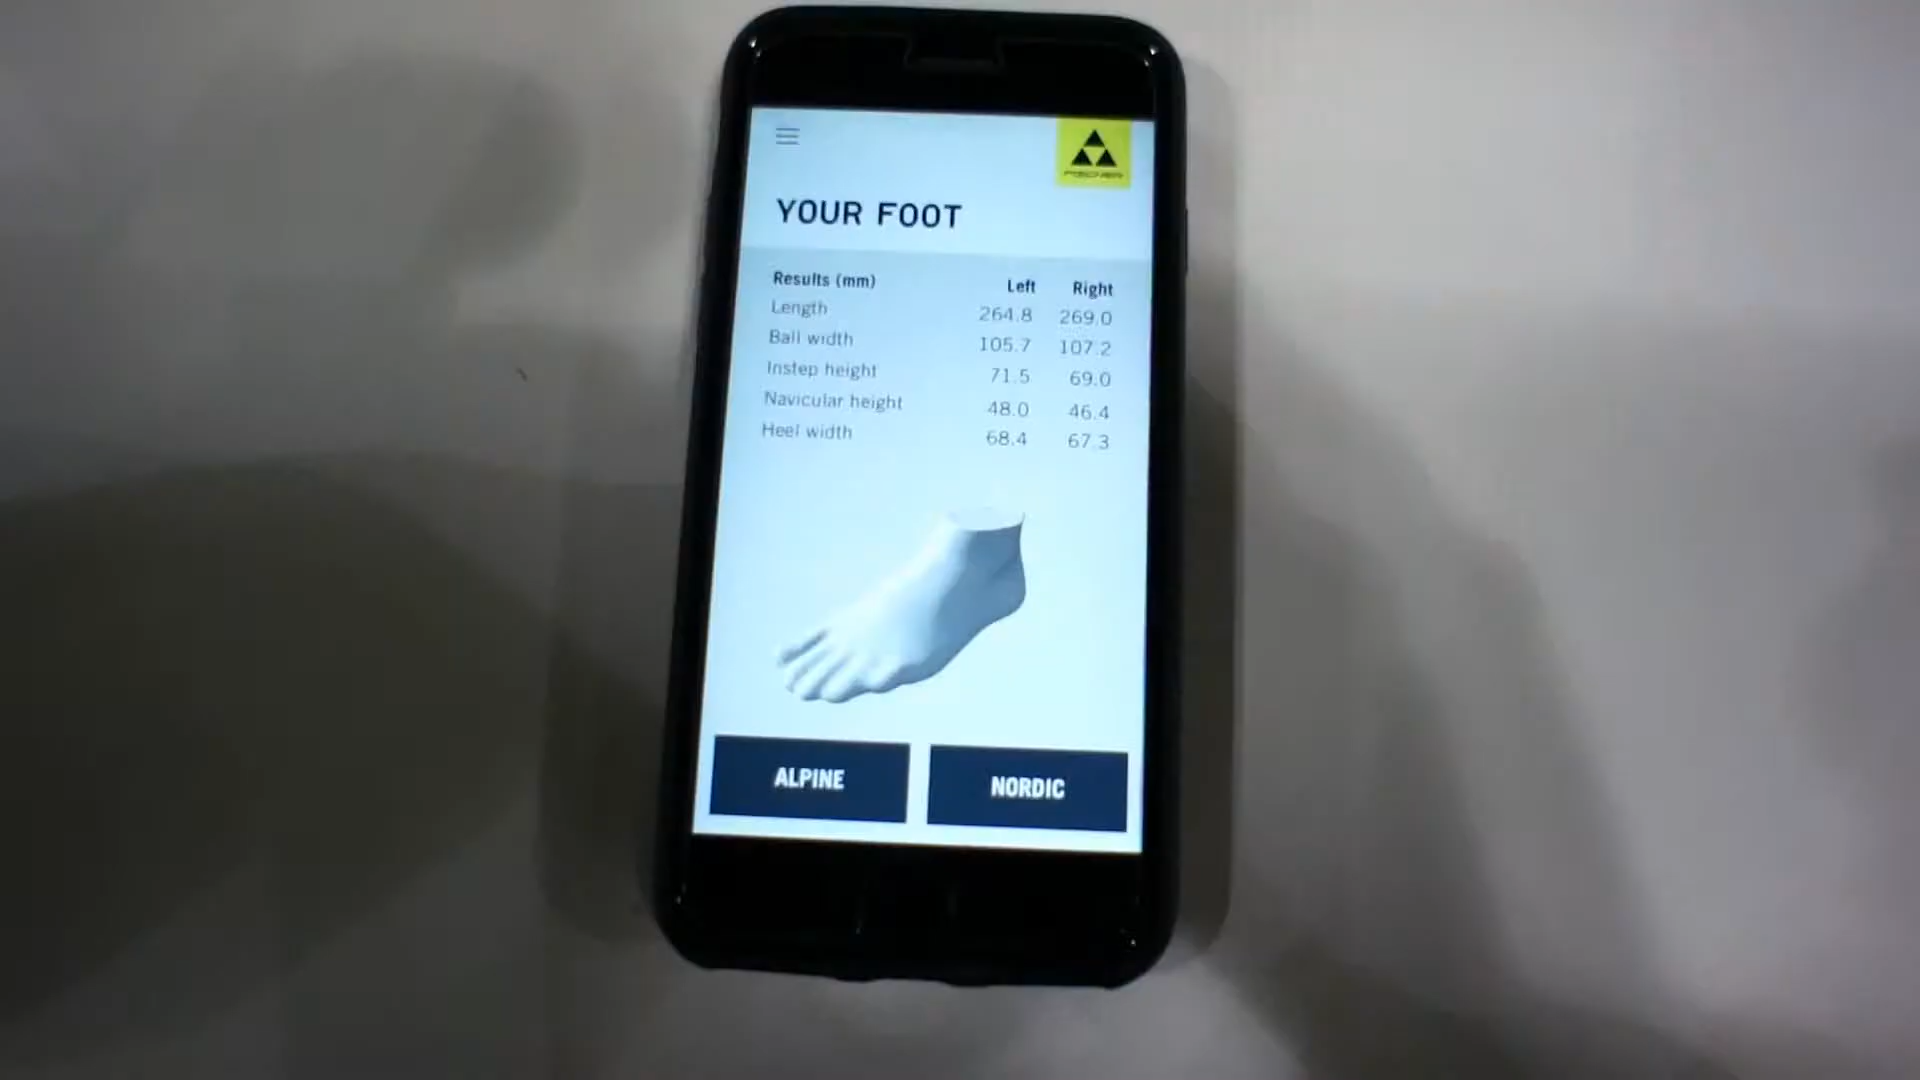 FISCHER
YOUR FOOT
Results (mm) Left Right
Length 264.8 269.0
Ball width 105.7 107.2
Instep height 71.5 69.0
Navicular height 48.0 46.4
Heel width 68.4 67.3
ALPINE NORDIC